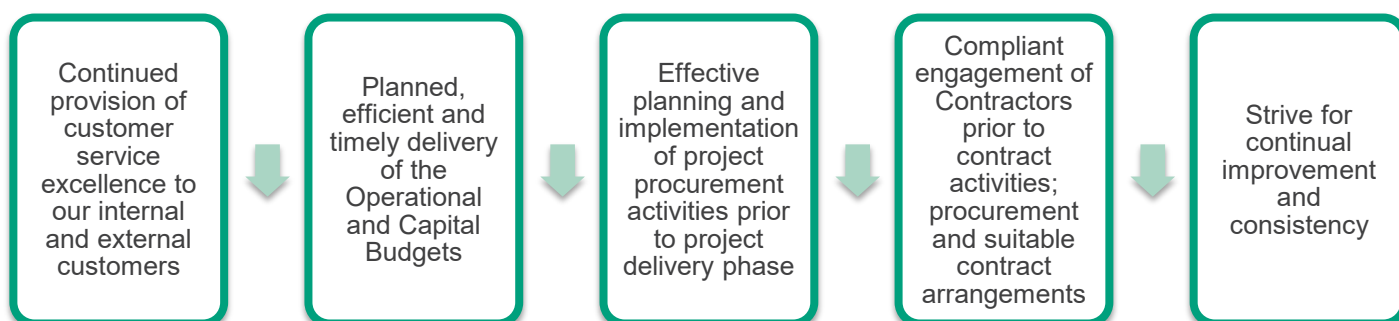 Continued
provision of
customer
service
excellence to
our internal
and external
customers
Planned,
efficient and
timely delivery
of the
Operational
and Capital
Budgets
Effective
planning and
implementation
of project
procurement
activities prior
to project
delivery phase
Compliant
engagement of
Contractors
prior to
contract
activities;
procurement
and suitable
contract
arrangements
Strive for
continual
improvement
and
consistency